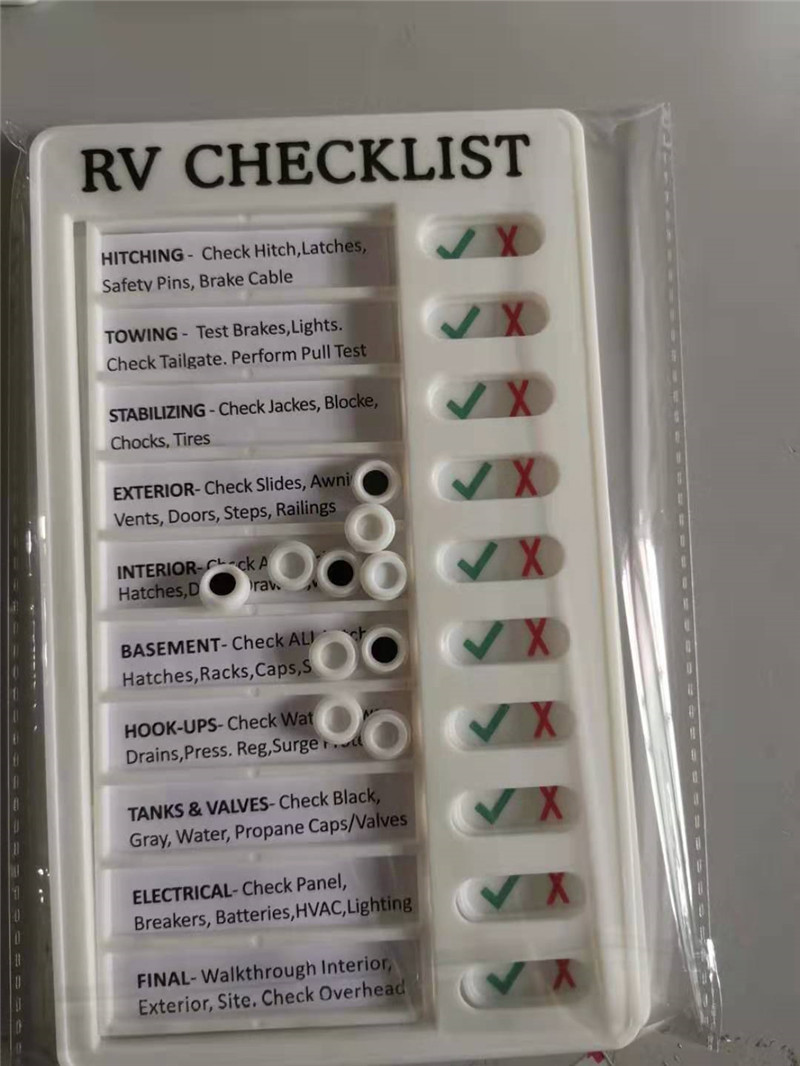 RV CHECKLIST
HITCHING - Check Hitch,Latches,
Safety Pins, Brake Cable
TOWING - Test Brakes,Lights.
Check Tailgate. Perform Pull Test
STABILIZING - Check Jackes, Blocke,
Chocks, Tires
EXTERIOR- Check Slides,
Vents, Doors, Steps, Railings
INTERIOR-
Hatches,
BASEMENT- Check ALL
Hatches,Racks,Caps,
HOOK-UPS- Check
Drains,Press. Reg,Surge
TANKS & VALVES- Check Black,
Gray, Water, Propane Caps/Valves
ELECTRICAL- Check Panel,
Breakers, Batteries,HVAC,Lighting
FINAL- Walkthrough Interior,
Exterior, Site. Check Overhead